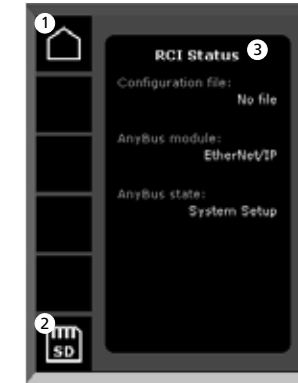 1
RCI Status 3
Configuration file:
No file
AnyBus module:
EtherNet/IP
AnyBus state:
System Setup
2
SD